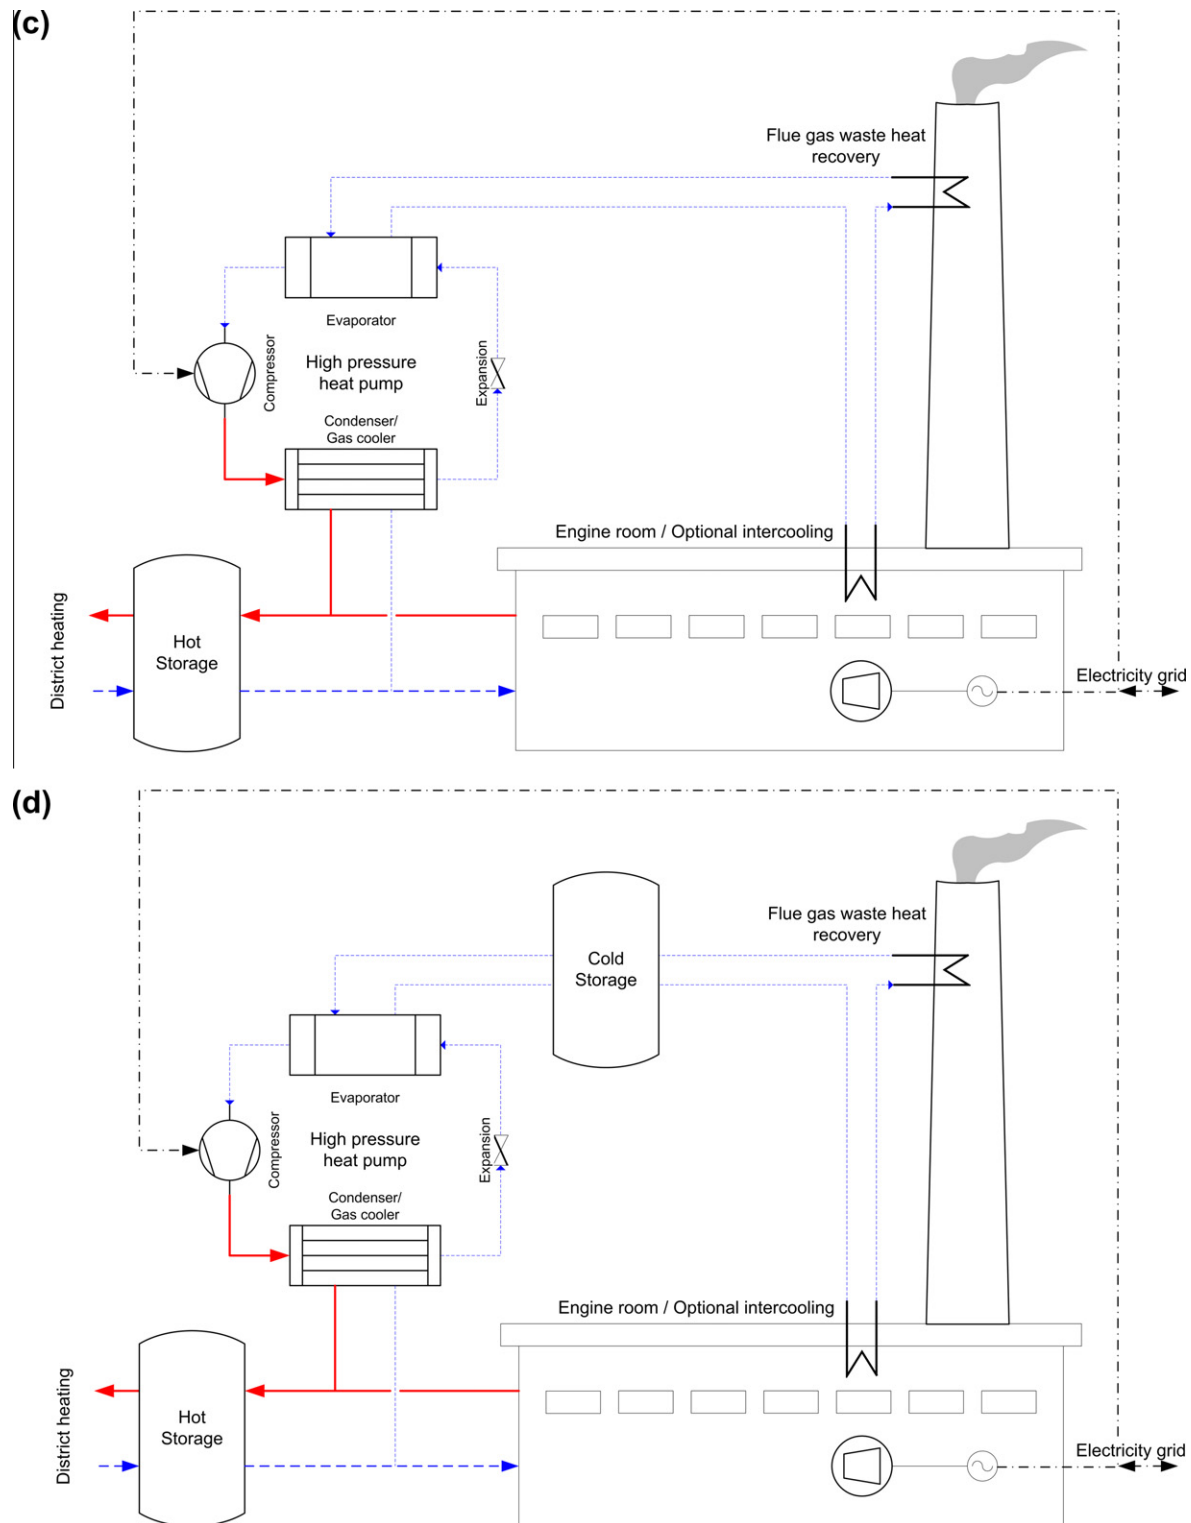 (c)
Flue gas waste heat
recovery
Evaporator
Compressor
High pressure
heat pump
Expansion
Condenser/
Gas cooler
Engine room / Optional intercooling
District heating
Hot
Storage
Electricity grid
(d)
Flue gas waste heat
recovery
Cold
Storage
Evaporator
Compressor
High pressure
heat pump
Expansion
Condenser/
Gas cooler
Engine room / Optional intercooling
District heating
Hot
Storage
Electricity grid